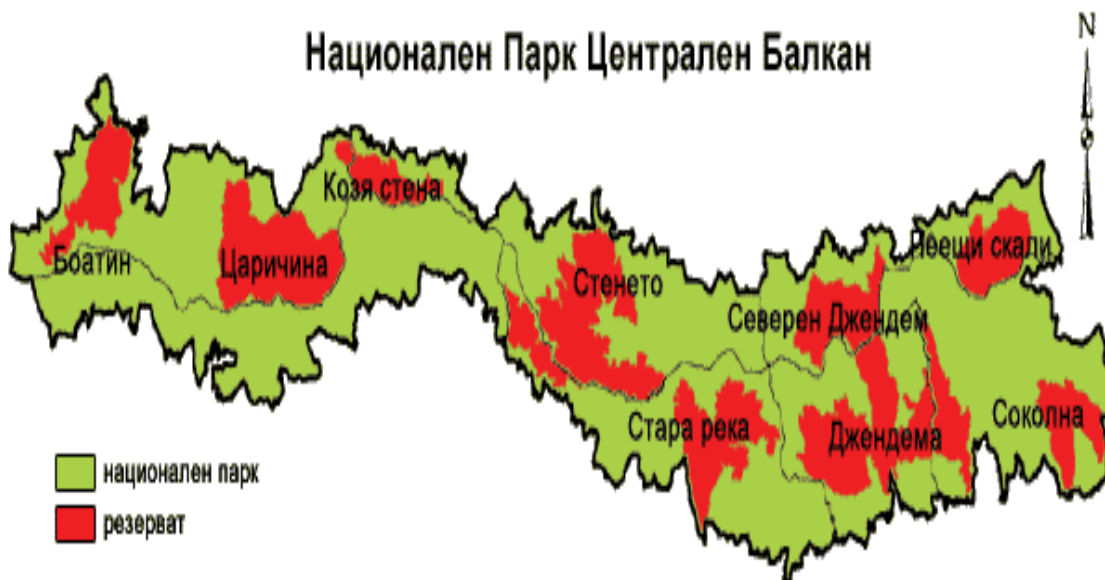 Национален Парк Централен Балкан
N
Козя стена
Боатин
Царичина
Стенето
Пеещи скали
Северен Джендем
Стара река
Джендема
Соколна
национален парк
резерват